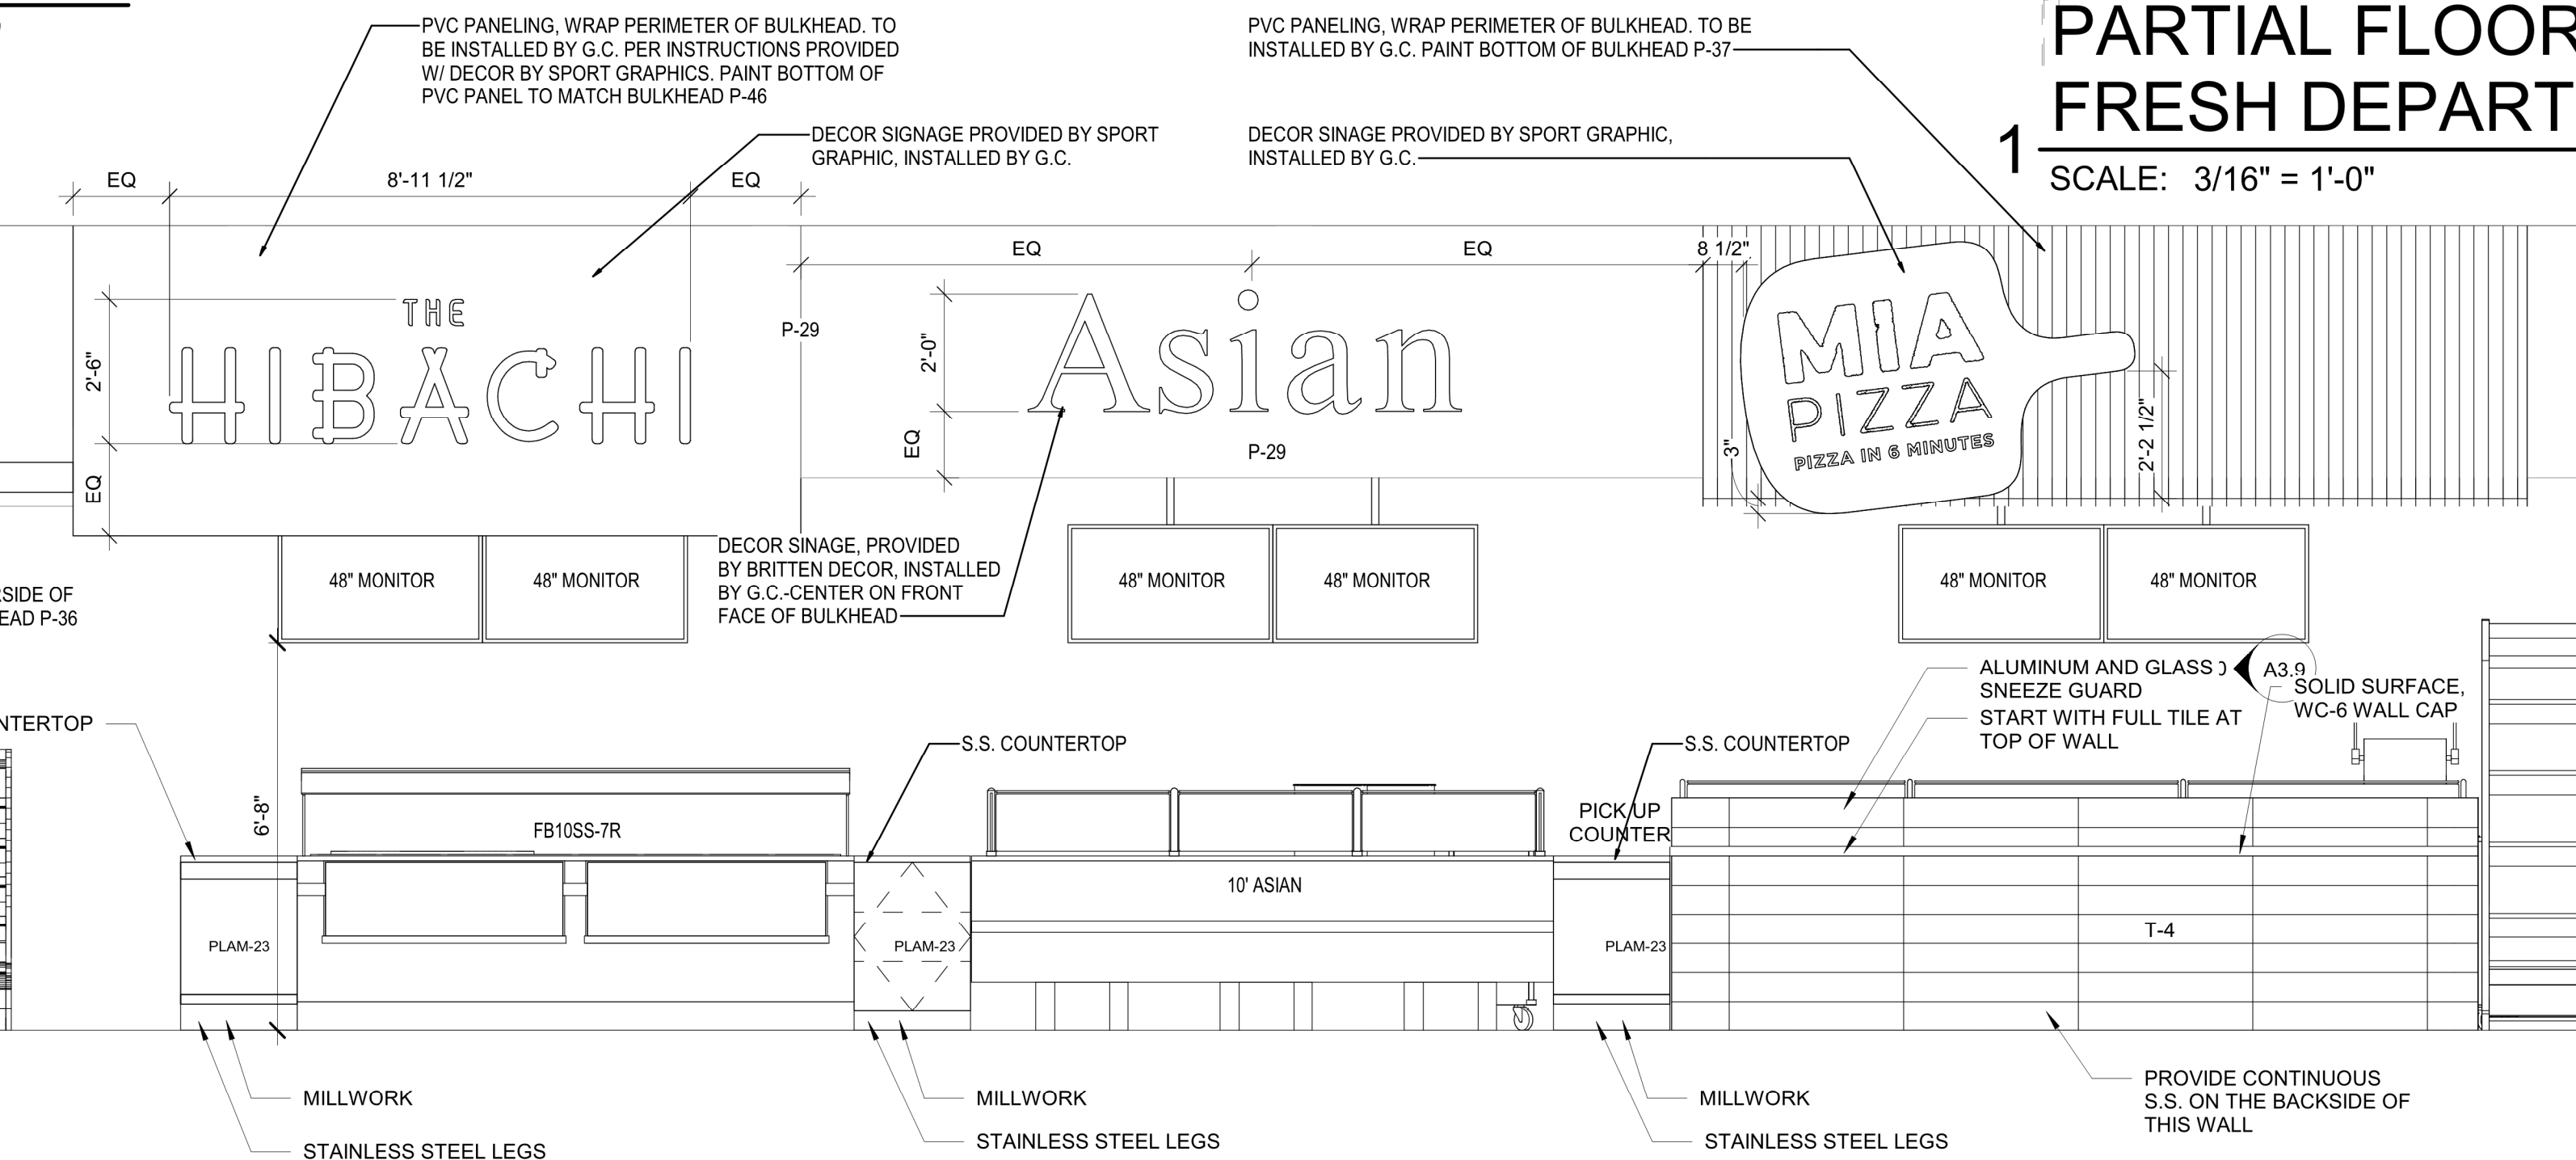 PVC PANELING, WRAP PERIMETER OF BULKHEAD. TO
BE INSTALLED BY G.C. PER INSTRUCTIONS PROVIDED
W/ DECOR BY SPORT GRAPHICS. PAINT BOTTOM OF
PVC PANEL TO MATCH BULKHEAD P-46
PVC PANELING, WRAP PERIMETER OF BULKHEAD. TO BE
INSTALLED BY G.C. PAINT BOTTOM OF BULKHEAD P-37
PARTIAL FLOOR
FRESH DEPART
1
SCALE: 3/16" = 1'-0"
DECOR SIGNAGE PROVIDED BY SPORT
GRAPHIC, INSTALLED BY G.C.
DECOR SINAGE PROVIDED BY SPORT GRAPHIC,
INSTALLED BY G.C.
EQ
8'-11 1/2"
EQ
EQ
EQ
8 1/2"
THE
HIBACHI
2'-6"
EQ
P-29
Asian
2'-0"
EQ
P-29
MIA
PIZZA
PIZZA IN 6 MINUTES
3"
2'-2 1/2"
DECOR SINAGE, PROVIDED
BY BRITTEN DECOR, INSTALLED
BY G.C.-CENTER ON FRONT
FACE OF BULKHEAD
48" MONITOR
48" MONITOR
48" MONITOR
48" MONITOR
48" MONITOR
48" MONITOR
RSIDE OF
EAD P-36
ALUMINUM AND GLASS
SNEEZE GUARD
START WITH FULL TILE AT
TOP OF WALL
A3.9
SOLID SURFACE,
WC-6 WALL CAP
NTERTOP
S.S. COUNTERTOP
S.S. COUNTERTOP
6'-8"
FB10SS-7R
PICK UP
COUNTER
10' ASIAN
PLAM-23
PLAM-23
PLAM-23
T-4
MILLWORK
STAINLESS STEEL LEGS
MILLWORK
STAINLESS STEEL LEGS
MILLWORK
STAINLESS STEEL LEGS
PROVIDE CONTINUOUS
S.S. ON THE BACKSIDE OF
THIS WALL